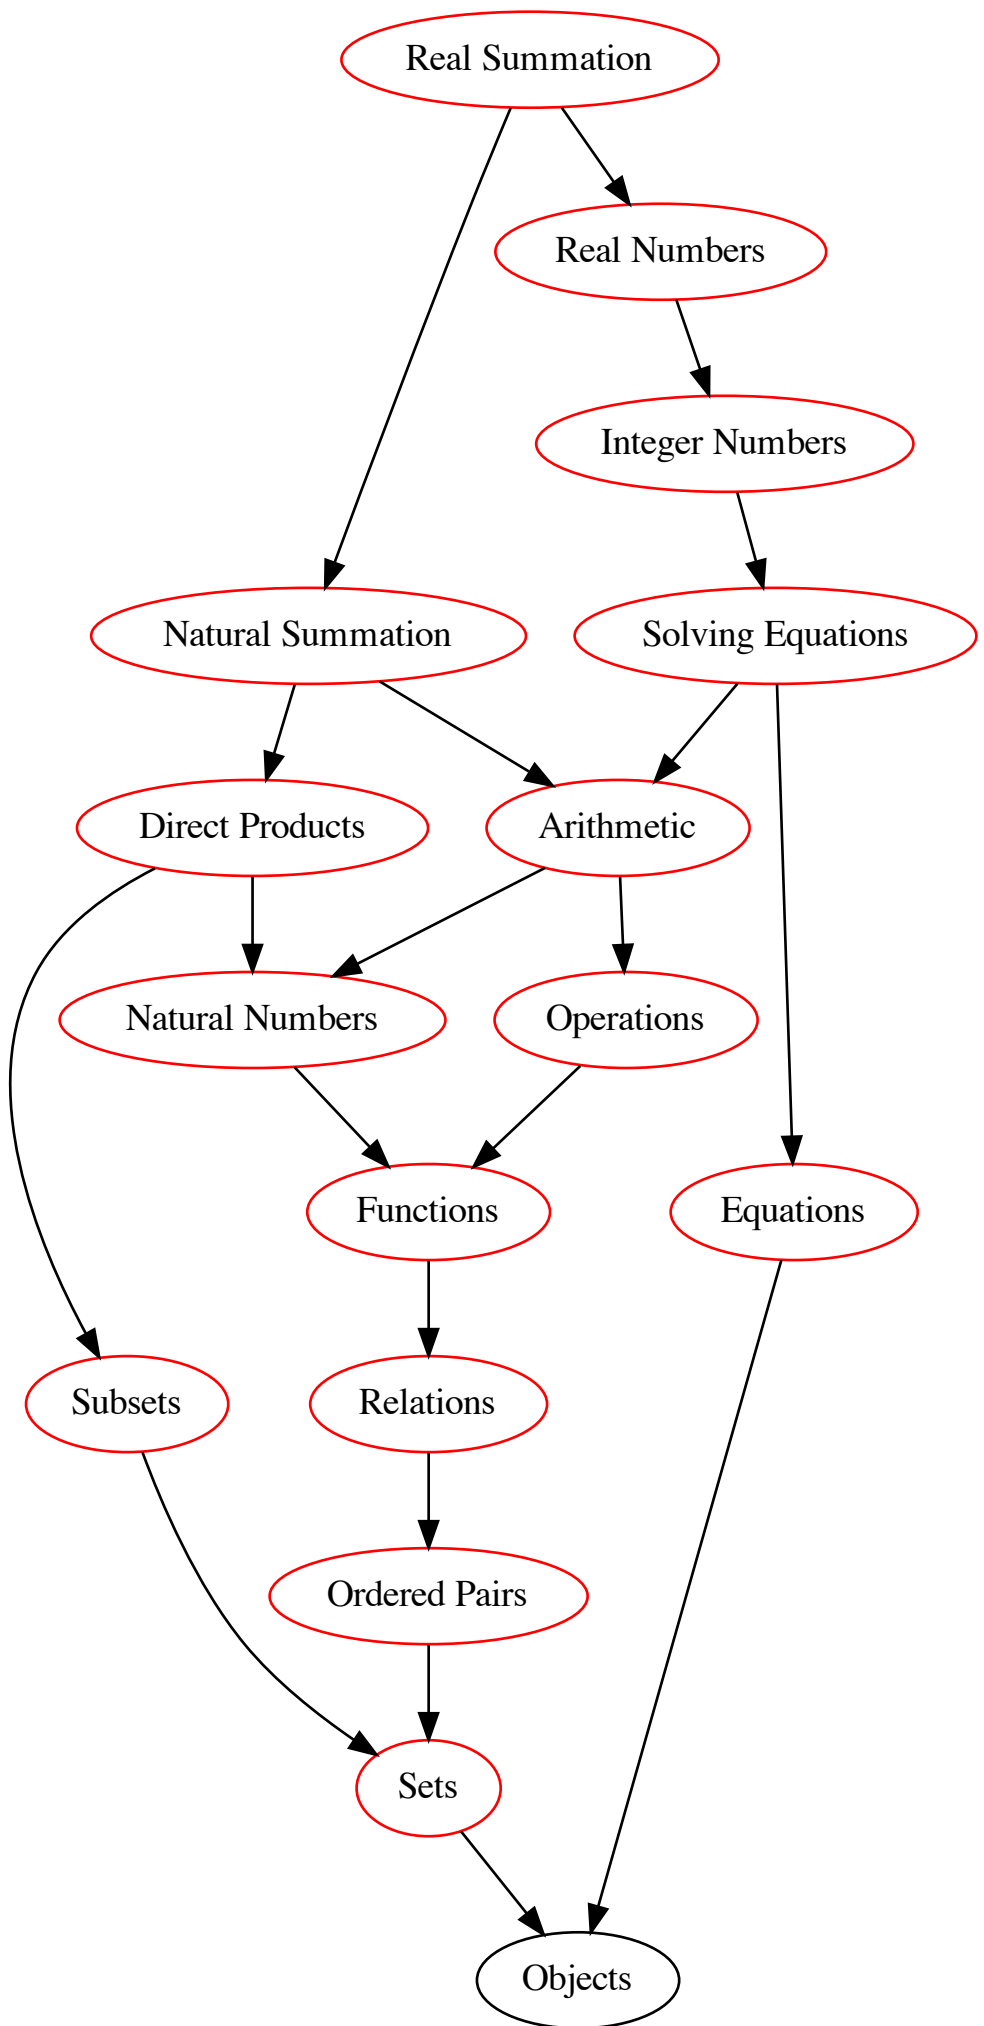 Real Summation
Real Numbers
Integer Numbers
Natural Summation
Solving Equations
Direct Products
Arithmetic
Natural Numbers
Operations
Functions
Equations
Subsets
Relations
Ordered Pairs
Sets
Objects